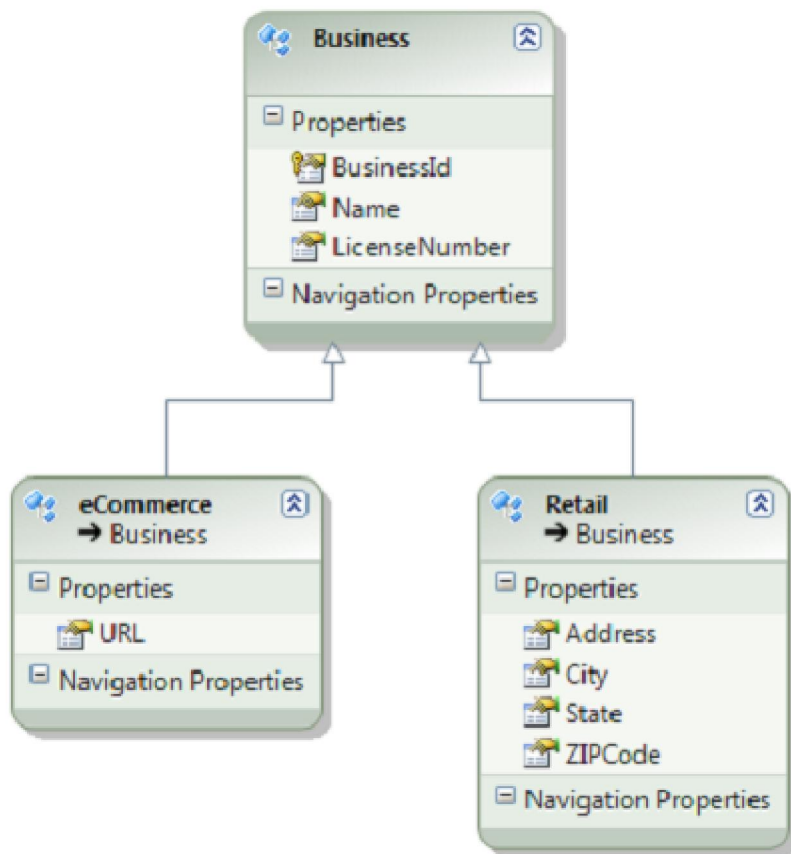 Business
Properties
BusinessId
Name
LicenseNumber
Navigation Properties
eCommerce
→ Business
Properties
URL
Navigation Properties
Retail
→ Business
Properties
Address
City
State
ZIPCode
Navigation Properties